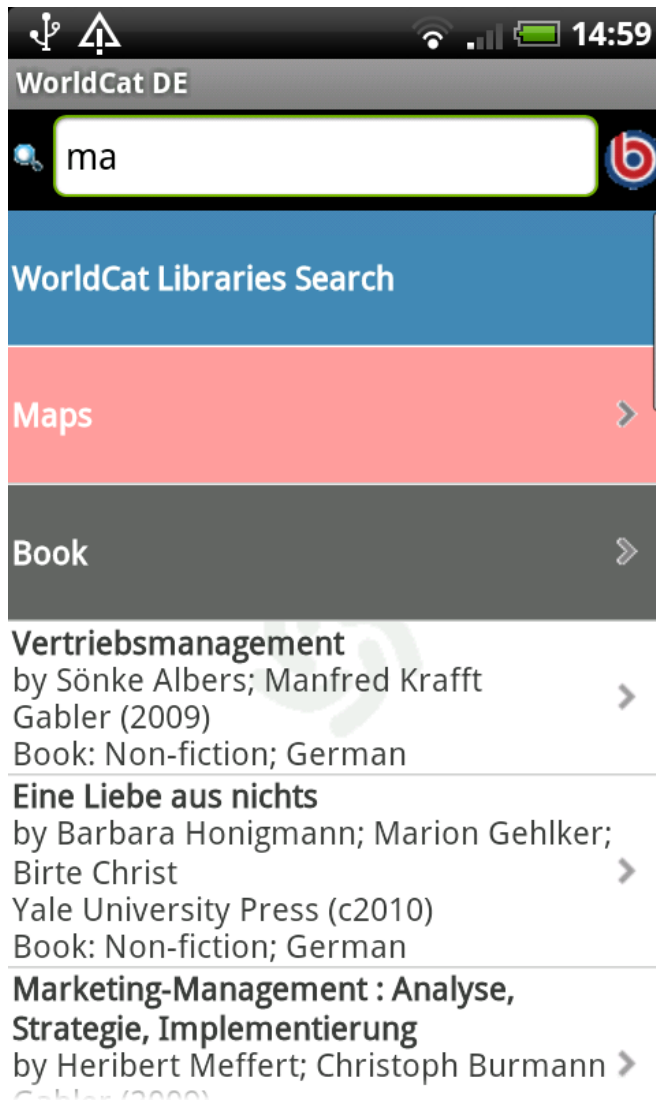 14:59
WorldCat DE
ma
b
WorldCat Libraries Search
Maps
Book
Vertriebsmanagement
by Sönke Albers; Manfred Krafft
Gabler (2009)
Book: Non-fiction; German
Eine Liebe aus nichts
by Barbara Honigmann; Marion Gehlker;
Birte Christ
Yale University Press (c2010)
Book: Non-fiction; German
Marketing-Management : Analyse,
Strategie, Implementierung
by Heribert Meffert; Christoph Burmann
Gabler (2009)